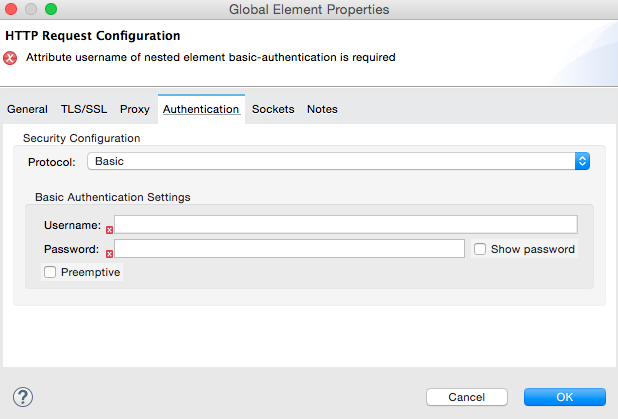 Global Element Properties
HTTP Request Configuration
Attribute username of nested element basic-authentication is required
General TLS/SSL Proxy Authentication Sockets Notes
Security Configuration
Protocol: Basic
Basic Authentication Settings
Username:
Password: Show password
Preemptive
? Cancel OK